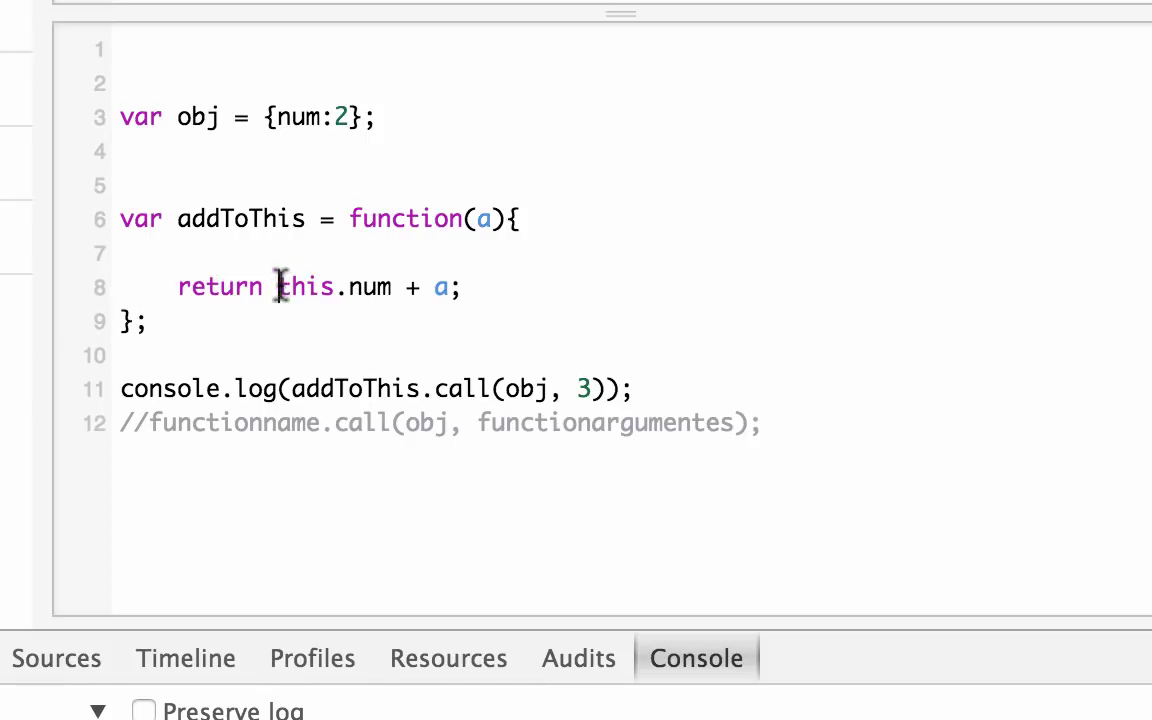 1
2
3 var obj = {num:2};
4
5
6 var addToThis = function(a){
7
8 return this.num + a;
9 };
10
11 console.log(addToThis.call(obj, 3));
12 //functionname.call(obj, functionargumentes);
Sources Timeline Profiles Resources Audits Console
▼ Preserve log